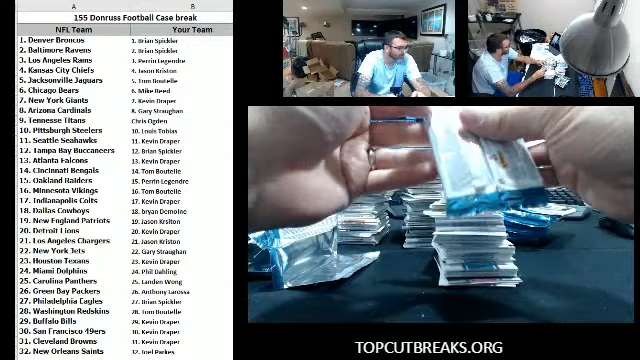 A B
155 Donruss Football Case break
NFL Team Your Team
1. Denver Broncos 1. Brian Spickler
2. Baltimore Ravens 2. Brian Spickler
3. Los Angeles Rams 3. Perrin Legendre
4. Kansas City Chiefs 4. Jason Kriston
5. Jacksonville Jaguars 5. Tom Boutelle
6. Chicago Bears 6. Mike Reed
7. New York Giants 7. Kevin Draper
8. Arizona Cardinals 8. Gary Straughan
9. Tennesse Titans Chris Ogden
10. Pittsburgh Steelers 10. Louis Tobias
11. Seattle Seahawks 11. Kevin Draper
12. Tampa Bay Buccaneers 12. Brian Spickler
13. Atlanta Falcons 13. Kevin Draper
14. Cincinnati Bengals 14. Tom Boutelle
15. Oakland Raiders 15. Perrin Legendre
16. Minnesota Vikings 16. Tom Boutelle
17. Indianapolis Colts 17. Kevin Draper
18. Dallas Cowboys 18. bryan Demoine
19. New England Patriots 19. Jason Kriston
20. Detroit Lions 20. Kevin Draper
21. Los Angeles Chargers 21. Jason Kriston
22. New York Jets 22. Gary Straughan
23. Houston Texans 23. Kevin Draper
24. Miami Dolphins 24. Phil Dahling
25. Carolina Panthers 25. Landen Wong
26. Green Bay Packers 26. Anthony Larossa
27. Philadelphia Eagles 27. Brian Spickler
28. Washington Redskins 28. Tom Boutelle
29. Buffalo Bills 29. Kevin Draper
30. San Francisco 49ers 30. Kevin Draper
31. Cleveland Browns 31. Kevin Draper
32. New Orleans Saints 32. Joel Parkes
TOPCUTBREAKS.ORG